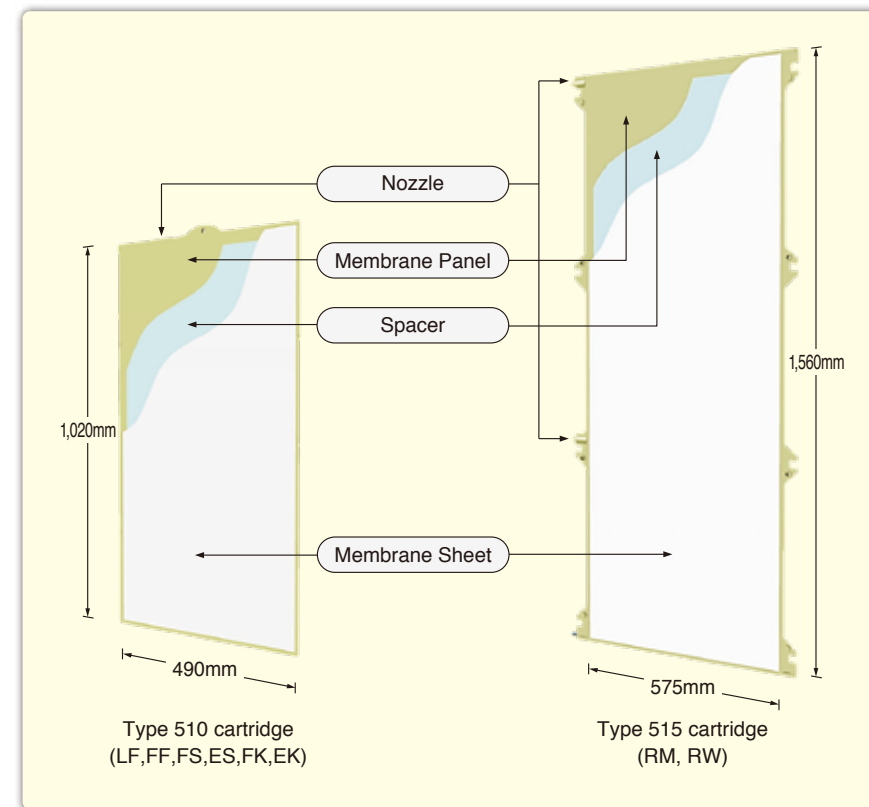 Nozzle
Membrane Panel
Spacer
1,560mm
1,020mm
Membrane Sheet
490mm
575mm
Type 510 cartridge
(LF,FF,FS,ES,FK,EK)
Type 515 cartridge
(RM, RW)